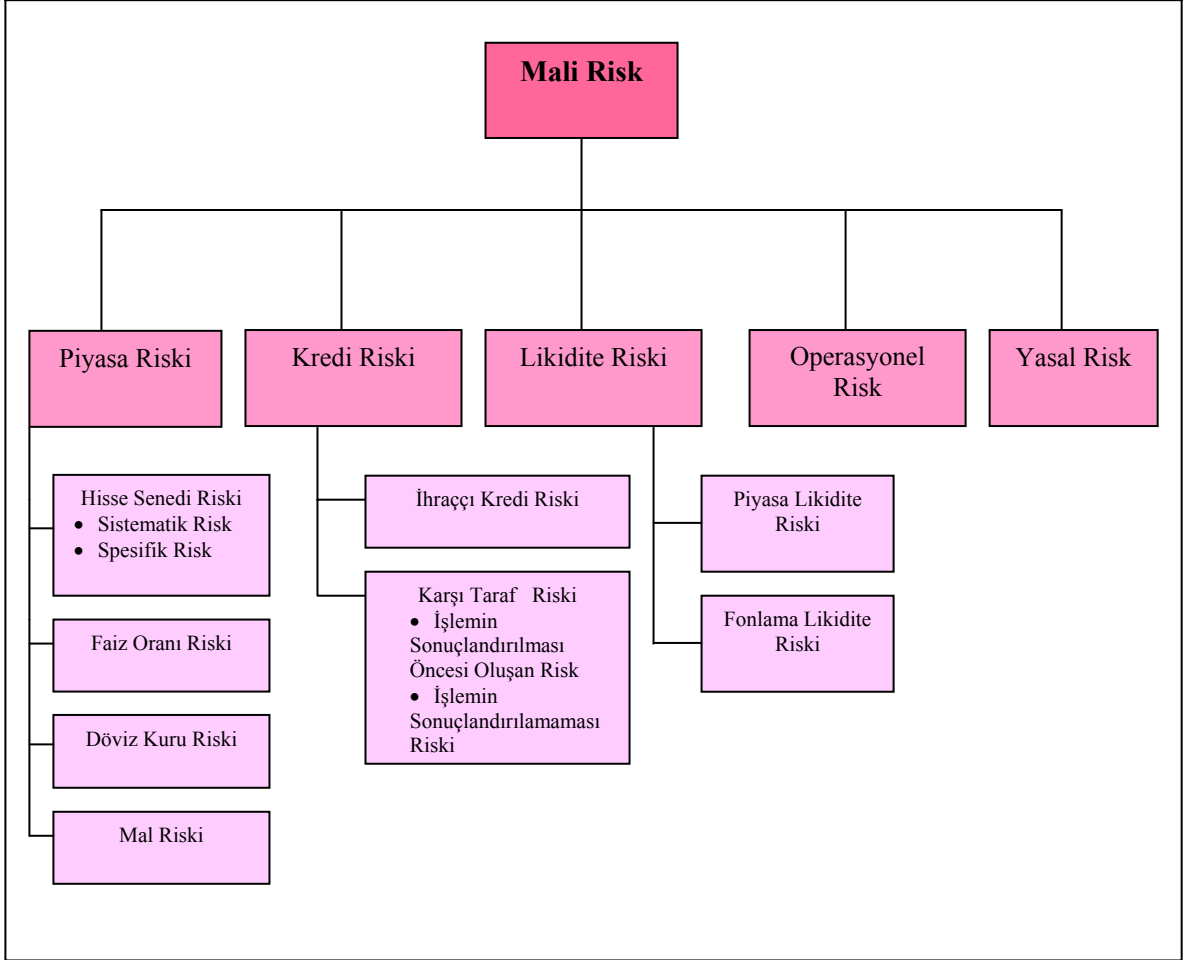 Mali Risk
Piyasa Riski
Kredi Riski
Likidite Riski
Operasyonel
Risk
Yasal Risk
Hisse Senedi Riski
• Sistematik Risk
• Spesifik Risk
Faiz Oranı Riski
Döviz Kuru Riski
Mal Riski
İhraççı Kredi Riski
Karşı Taraf Riski
• İşlemin
Sonuçlandırılması
Öncesi Oluşan Risk
• İşlemin
Sonuçlandırılamaması
Riski
Piyasa Likidite
Riski
Fonlama Likidite
Riski